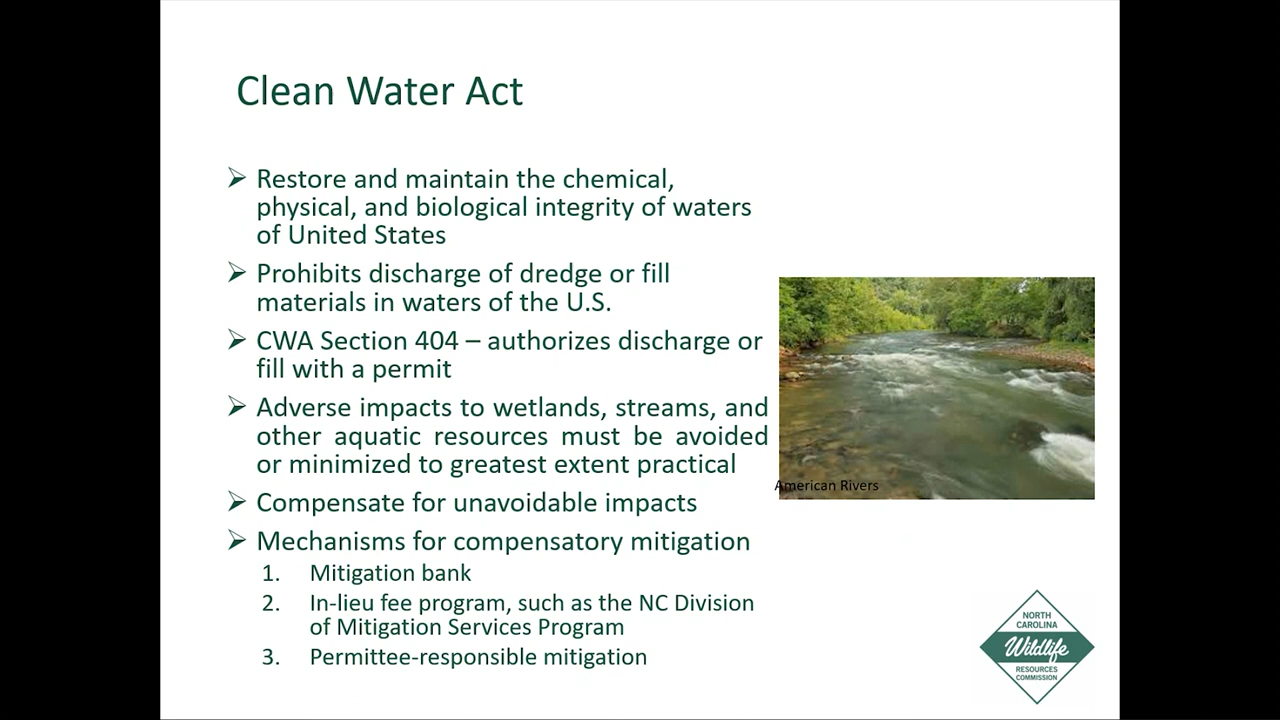 Clean Water Act
➢ Restore and maintain the chemical,
physical, and biological integrity of waters
of United States
➢ Prohibits discharge of dredge or fill
materials in waters of the U.S.
➢ CWA Section 404 – authorizes discharge or
fill with a permit
➢ Adverse impacts to wetlands, streams, and
other aquatic resources must be avoided
or minimized to greatest extent practical
➢ Compensate for unavoidable impacts
➢ Mechanisms for compensatory mitigation
1. Mitigation bank
2. In-lieu fee program, such as the NC Division
of Mitigation Services Program
3. Permittee-responsible mitigation
American Rivers
NORTH
CAROLINA
Wildlife
RESOURCES
COMMISSION